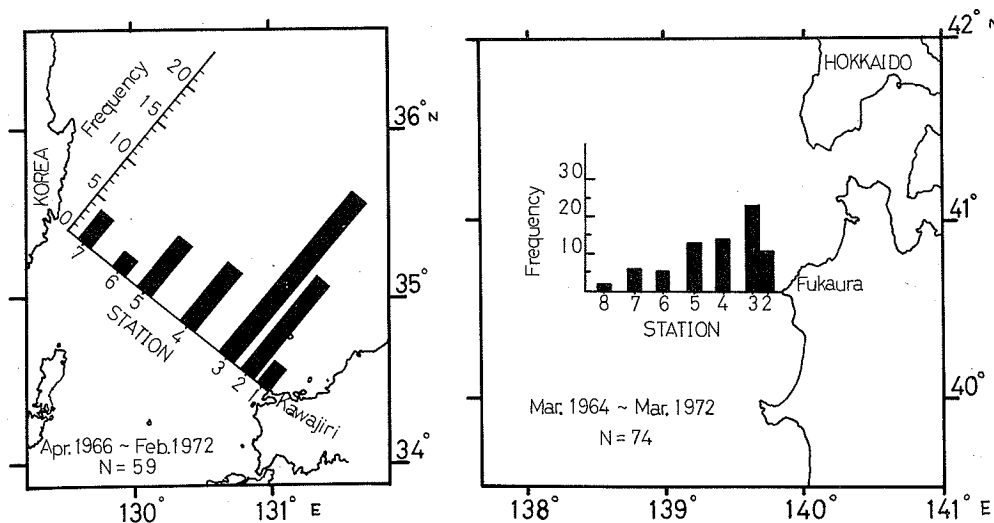 KOREA
Frequency
0
5
10
15
20
7
6
5
4
3
2
1
STATION
Kawajiri
Apr. 1966 ~ Feb. 1972
N = 59
36° N
35°
34°
130°
131° E
42° N
HOKKAIDO
41°
40°
Frequency
30
20
10
8 7 6 5 4 3 2
STATION
Fukaura
Mar. 1964 ~ Mar. 1972
N = 74
138° 139° 140° 141° E